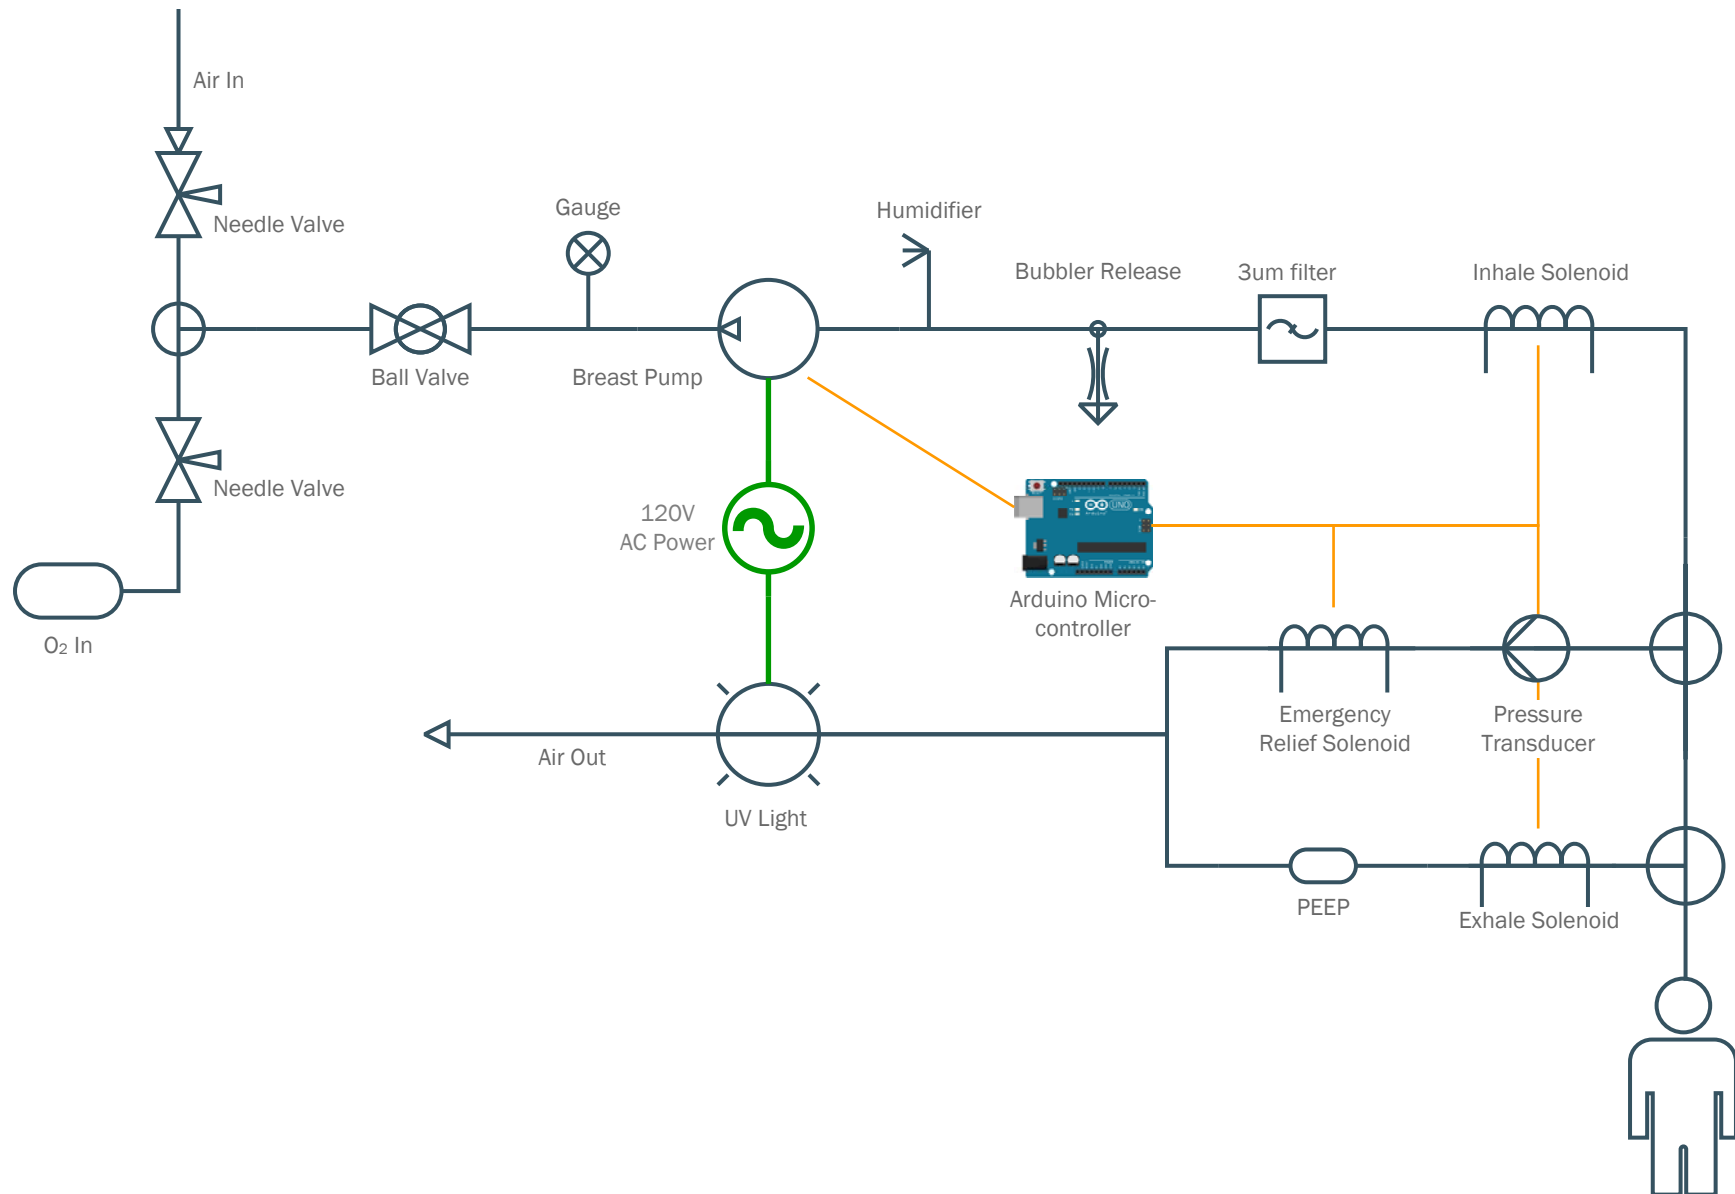 Air In
Needle Valve
Gauge
Humidifier
Bubbler Release
3um filter
Inhale Solenoid
Ball Valve
Breast Pump
Needle Valve
120V
AC Power
UNO
Arduino Micro-
controller
O₂ In
Emergency
Relief Solenoid
Pressure
Transducer
Air Out
UV Light
PEEP
Exhale Solenoid